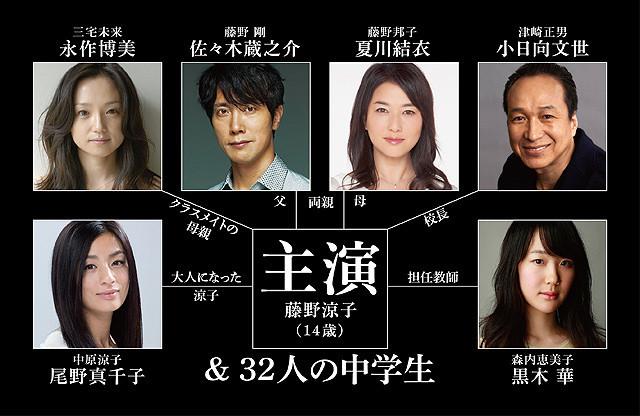 三宅未来
永作博美
藤野 剛
佐々木蔵之介
藤野邦子
夏川結衣
津崎正男
小日向文世
クラスメイトの
母親
父
両親
母
校長
大人になった
涼子
主演
藤野涼子
(14歳)
担任教師
中原涼子
尾野真千子
& 32人の中学生
森内恵美子
黒木 華